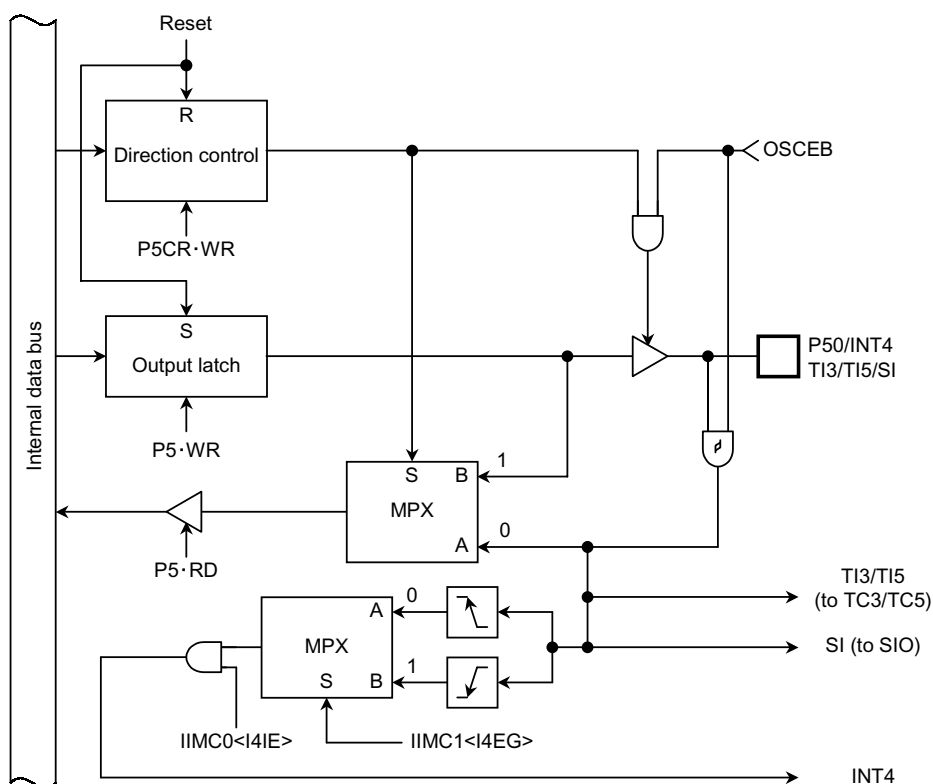 Reset
R
Direction control
OSCEB
P5CR·WR
S
Output latch
P50/INT4
TI3/TI5/SI
Internal data bus
P5·WR
S
B
1
MPX
A
0
P5·RD
TI3/TI5
(to TC3/TC5)
A
0
MPX
SI (to SIO)
S
B
1
IIMC0<I4IE>
IIMC1<I4EG>
INT4